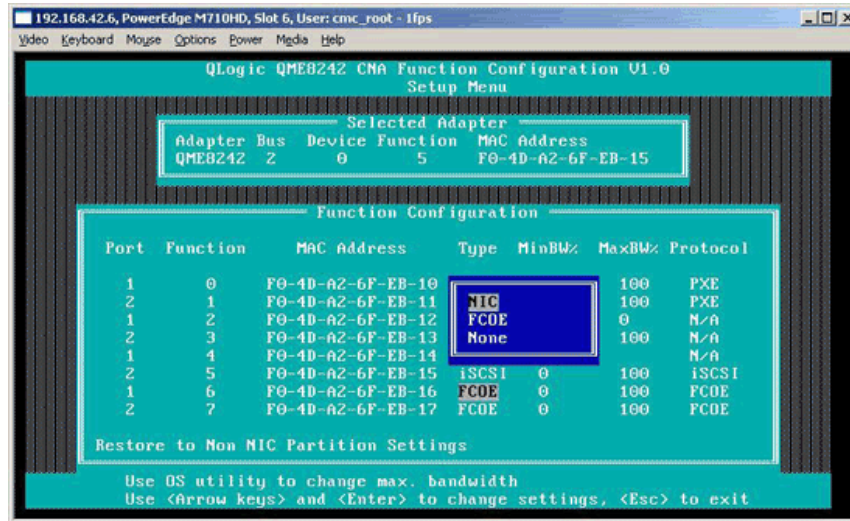 192.168.42.6, PowerEdge M710HD, Slot 6, User: cmc_root - 1fps
Video Keyboard Mouse Options Power Media Help
QLogic QME8242 CNA Function Configuration V1.0
Setup Menu
Selected Adapter
Adapter Bus Device Function MAC Address
QME8242 2 0 5 F0-4D-A2-6F-EB-15
Function Configuration
Port Function MAC Address Type MinBW% MaxBW% Protocol
1 0 F0-4D-A2-6F-EB-10 100 PXE
2 1 F0-4D-A2-6F-EB-11 NIC 100 PXE
1 2 F0-4D-A2-6F-EB-12 FCOE 0 N/A
2 3 F0-4D-A2-6F-EB-13 None 100 N/A
1 4 F0-4D-A2-6F-EB-14 N/A
2 5 F0-4D-A2-6F-EB-15 iSCSI 0 100 iSCSI
1 6 F0-4D-A2-6F-EB-16 FCOE 0 100 FCOE
2 7 F0-4D-A2-6F-EB-17 FCOE 0 100 FCOE
Restore to Non NIC Partition Settings
Use OS utility to change max. bandwidth
Use <Arrow keys> and <Enter> to change settings, <Esc> to exit